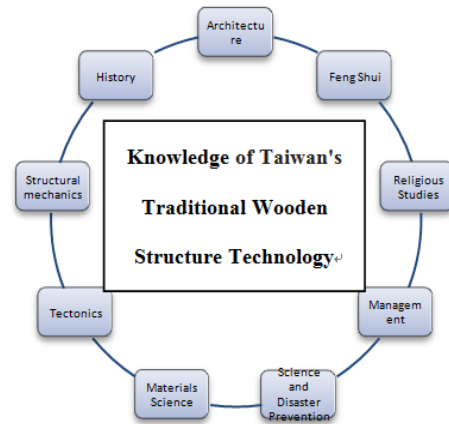 Architectu
re
History
Feng Shui
Knowledge of Taiwan's
Traditional Wooden
Structure Technology↵
Structural
mechanics
Religious
Studies
Tectonics
Managem
ent
Materials
Science
Science
and
Disaster
Prevention